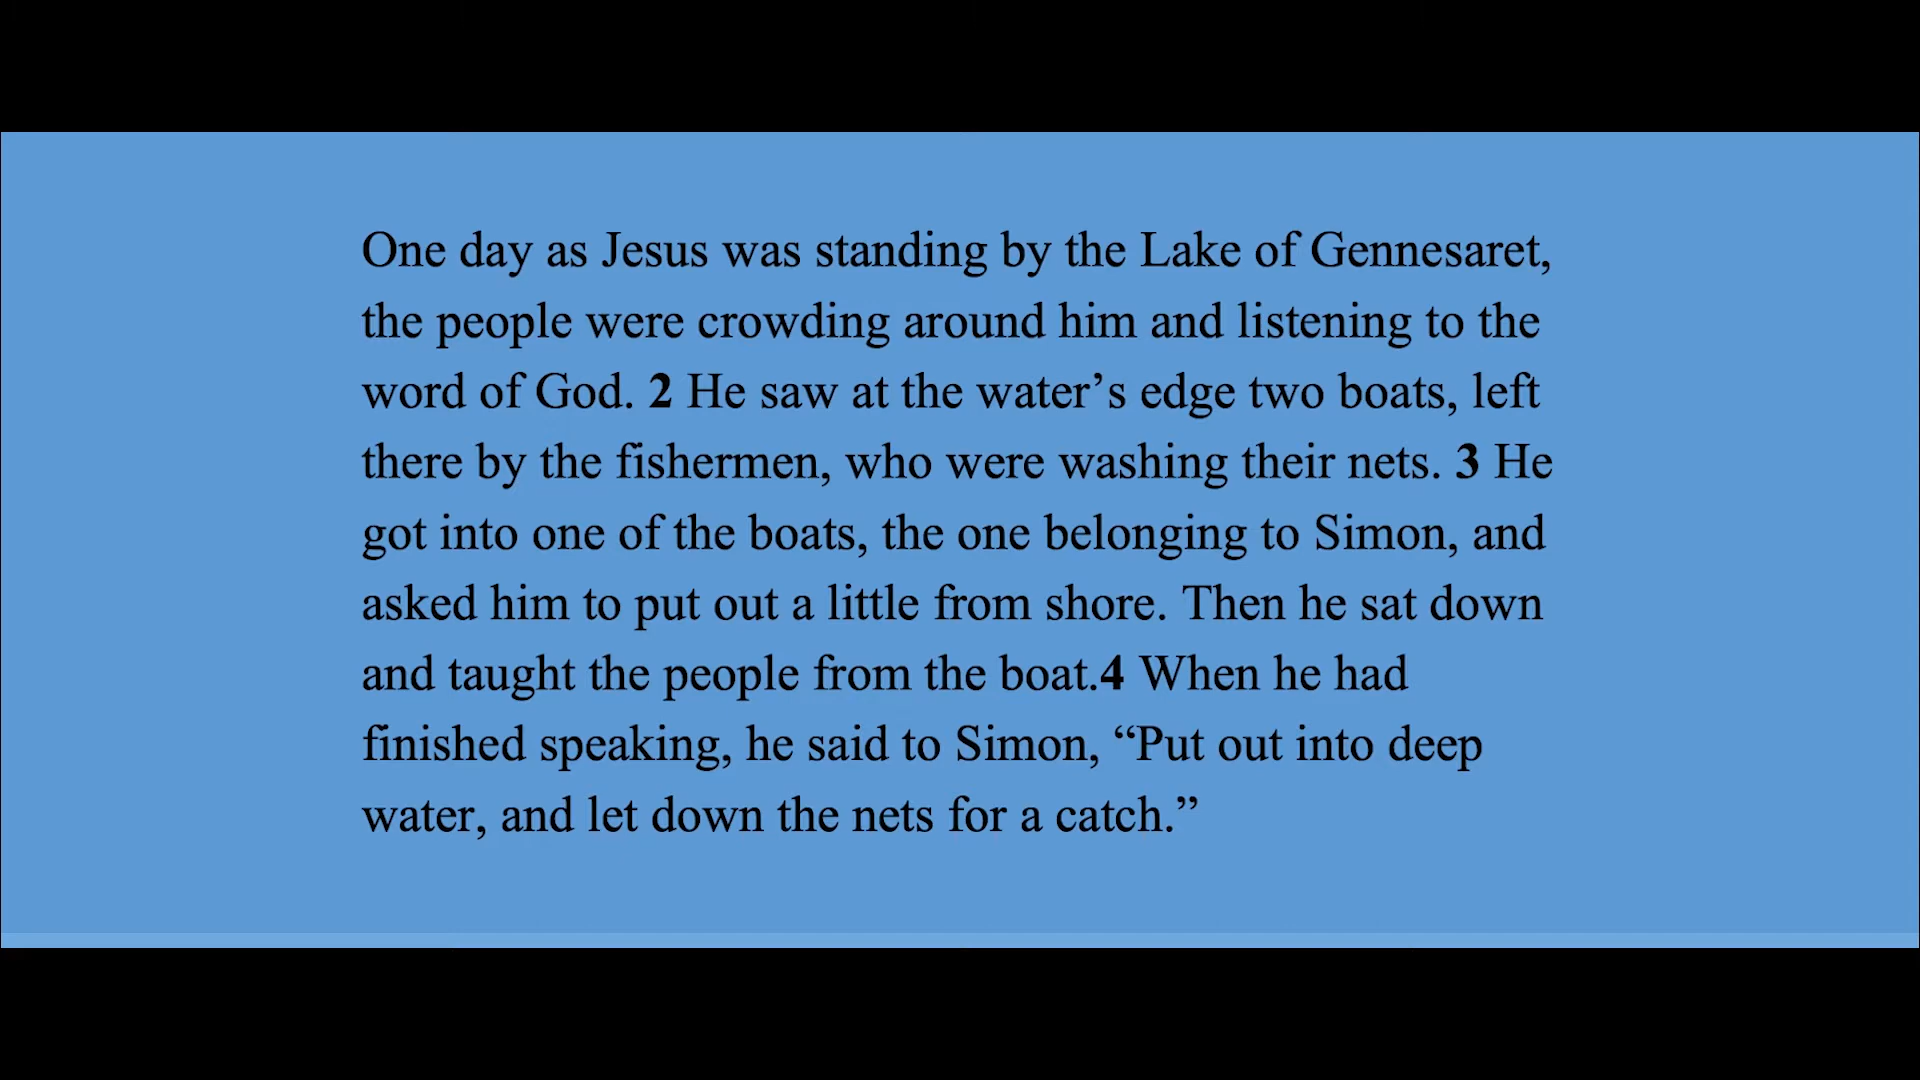 One day as Jesus was standing by the Lake of Gennesaret,
the people were crowding around him and listening to the
word of God. 2 He saw at the water’s edge two boats, left
there by the fishermen, who were washing their nets. 3 He
got into one of the boats, the one belonging to Simon, and
asked him to put out a little from shore. Then he sat down
and taught the people from the boat.4 When he had
finished speaking, he said to Simon, “Put out into deep
water, and let down the nets for a catch.”